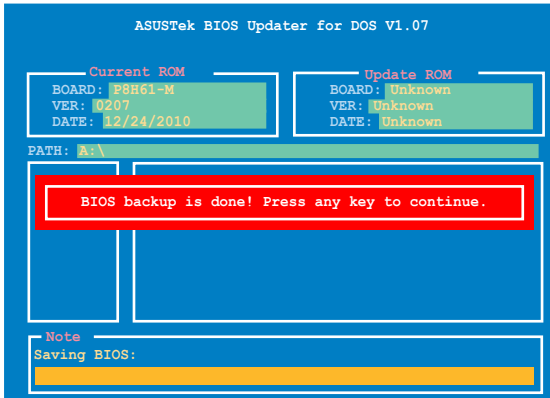 ASUSTek BIOS Updater for DOS V1.07
Current ROM
BOARD: P8H61-M
VER: 0207
DATE: 12/24/2010
Update ROM
BOARD: Unknown
VER: Unknown
DATE: Unknown
PATH: A:\
BIOS backup is done! Press any key to continue.
Note
Saving BIOS: